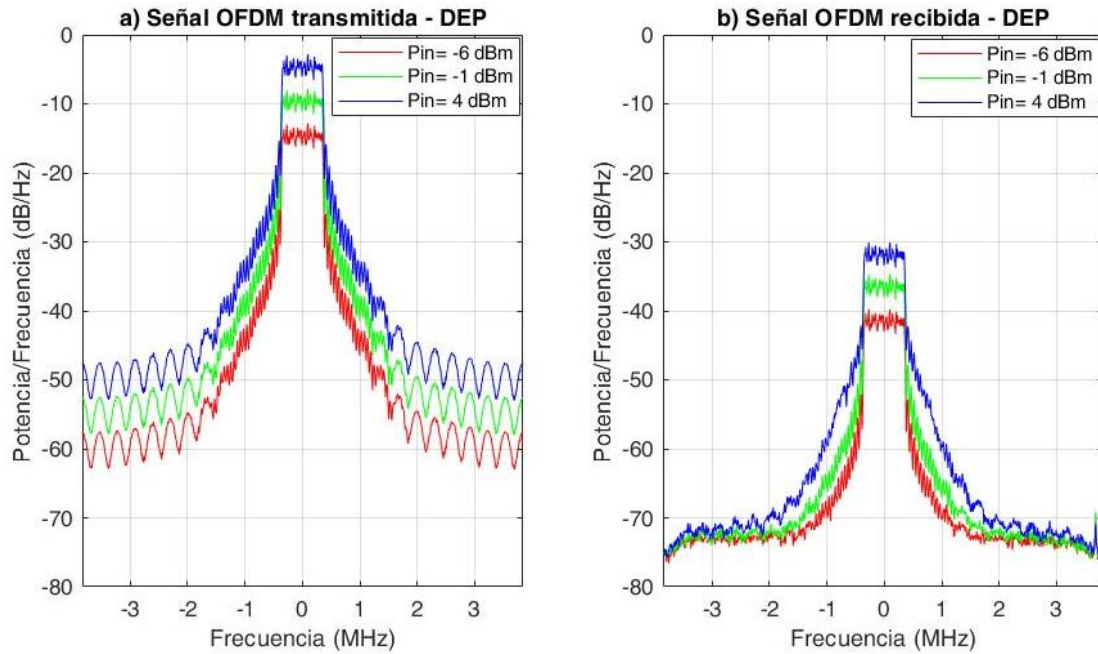 a) Señal OFDM transmitida - DEP
Pin= -6 dBm
Pin= -1 dBm
Pin= 4 dBm
0
-10
-20
-30
-40
-50
-60
-70
-80
Potencia/Frecuencia (dB/Hz)
-3 -2 -1 0 1 2 3
Frecuencia (MHz)
b) Señal OFDM recibida - DEP
Pin= -6 dBm
Pin= -1 dBm
Pin= 4 dBm
0
-10
-20
-30
-40
-50
-60
-70
-80
Potencia/Frecuencia (dB/Hz)
-3 -2 -1 0 1 2 3
Frecuencia (MHz)